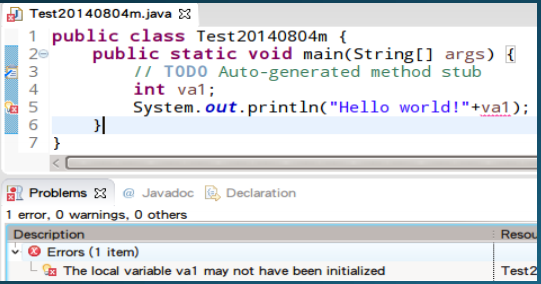 Test20140804m.java
1 public class Test20140804m {
2 public static void main(String[] args) {
3 // TODO Auto-generated method stub
4 int va1;
5 System.out.println("Hello world!"+va1);
6 }
7 }
Problems @ Javadoc Declaration
1 error, 0 warnings, 0 others
Description Resou
Errors (1 item)
The local variable va1 may not have been initialized Test2